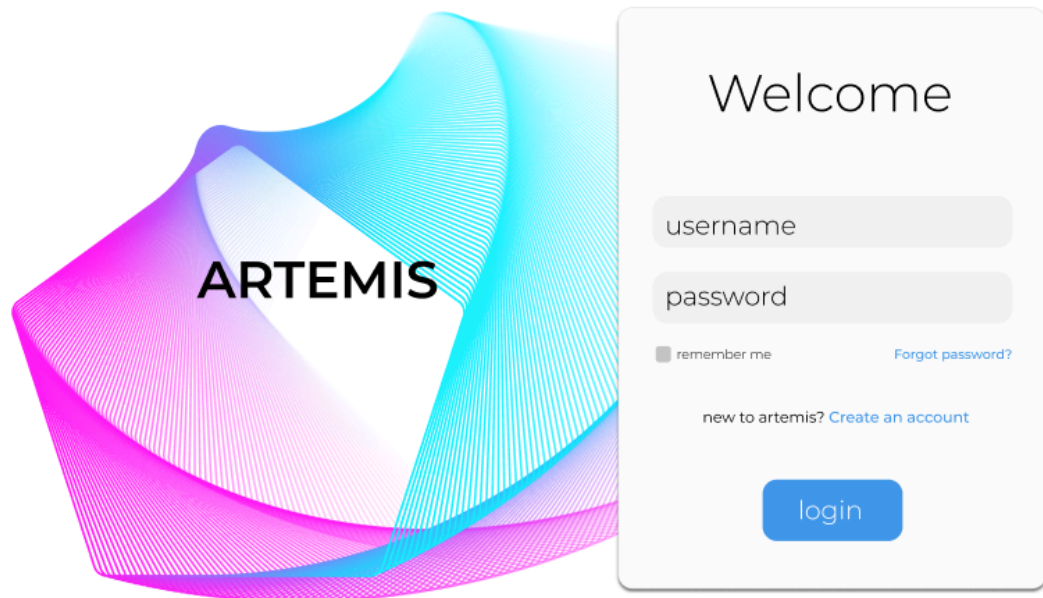 ARTEMIS
Welcome
username
password
remember me Forgot password?
new to artemis? Create an account
login